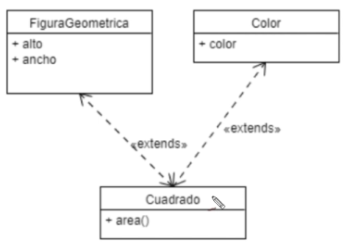 FiguraGeometrica
+ alto
+ ancho
Color
+ color
«extends»
«extends»
Cuadrado
+ area()